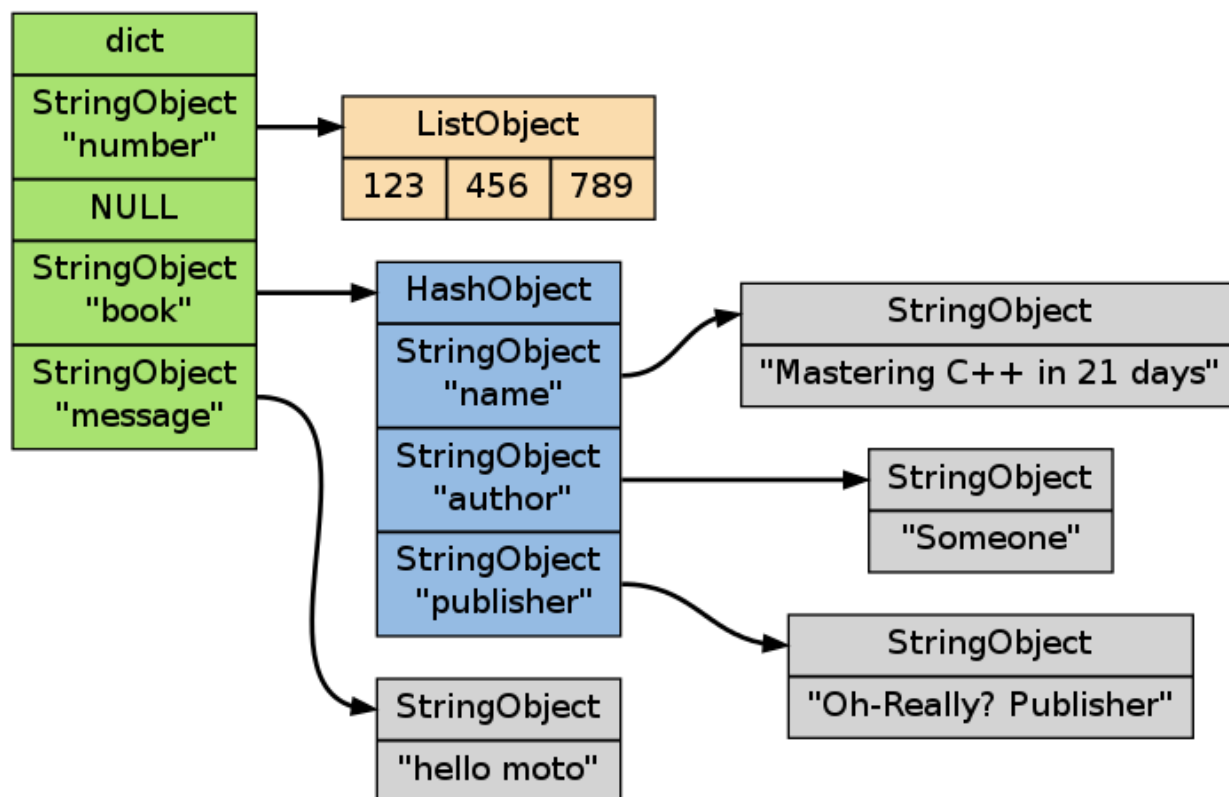 dict
StringObject
"number"
NULL
StringObject
"book"
StringObject
"message"
ListObject
123 456 789
HashObject
StringObject
"name"
StringObject
"author"
StringObject
"publisher"
StringObject
"Mastering C++ in 21 days"
StringObject
"Someone"
StringObject
"Oh-Really? Publisher"
StringObject
"hello moto"